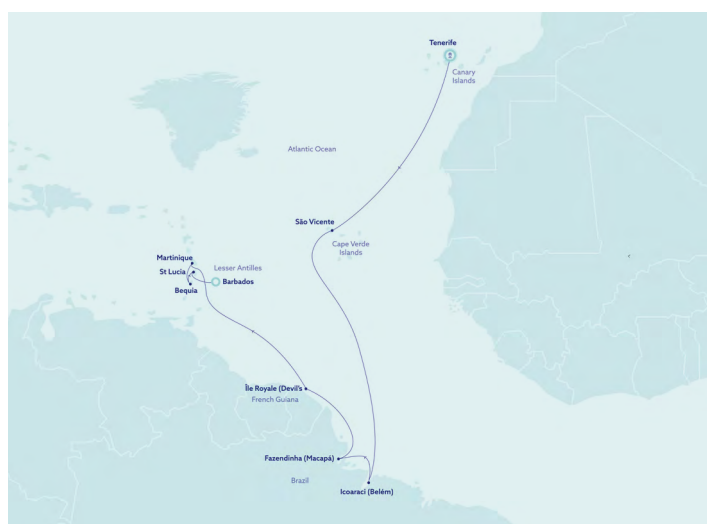 Tenerife
Canary
Islands
Atlantic Ocean
São Vicente
Cape Verde
Islands
Martinique
Lesser Antilles
St Lucia
Barbados
Bequia
Île Royale (Devil's
French Guiana
Fazendinha (Macapá)
Brazil
Icoaraci (Belém)